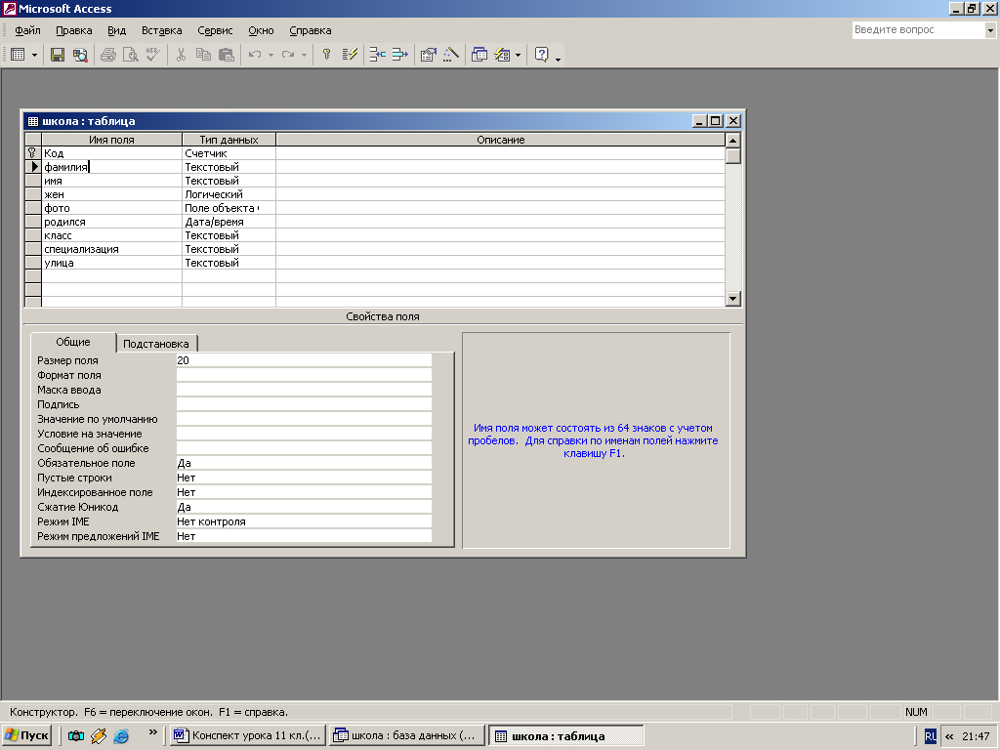 Microsoft Access
Файл Правка Вид Вставка Сервис Окно Справка
Введите вопрос
школа : таблица
Имя поля Тип данных Описание
Код Счетчик
фамилия Текстовый
имя Текстовый
жен Логический
фото Поле объекта
родился Дата/время
класс Текстовый
специализация Текстовый
улица Текстовый
Свойства поля
Общие Подстановка
Размер поля 20
Формат поля
Маска ввода
Подпись
Значение по умолчанию
Условие на значение
Сообщение об ошибке
Обязательное поле Да
Пустые строки Нет
Индексированное поле Нет
Сжатие Юникод Да
Режим IME Нет контроля
Режим предложений IME Нет
Имя поля может состоять из 64 знаков с учетом
пробелов. Для справки по именам полей нажмите
клавишу F1.
Конструктор. F6 = переключение окон. F1 = справка.
NUM
Пуск
»
Конспект урока 11 кл.(...
школа : база данных (...
школа : таблица
RL
«
21:47